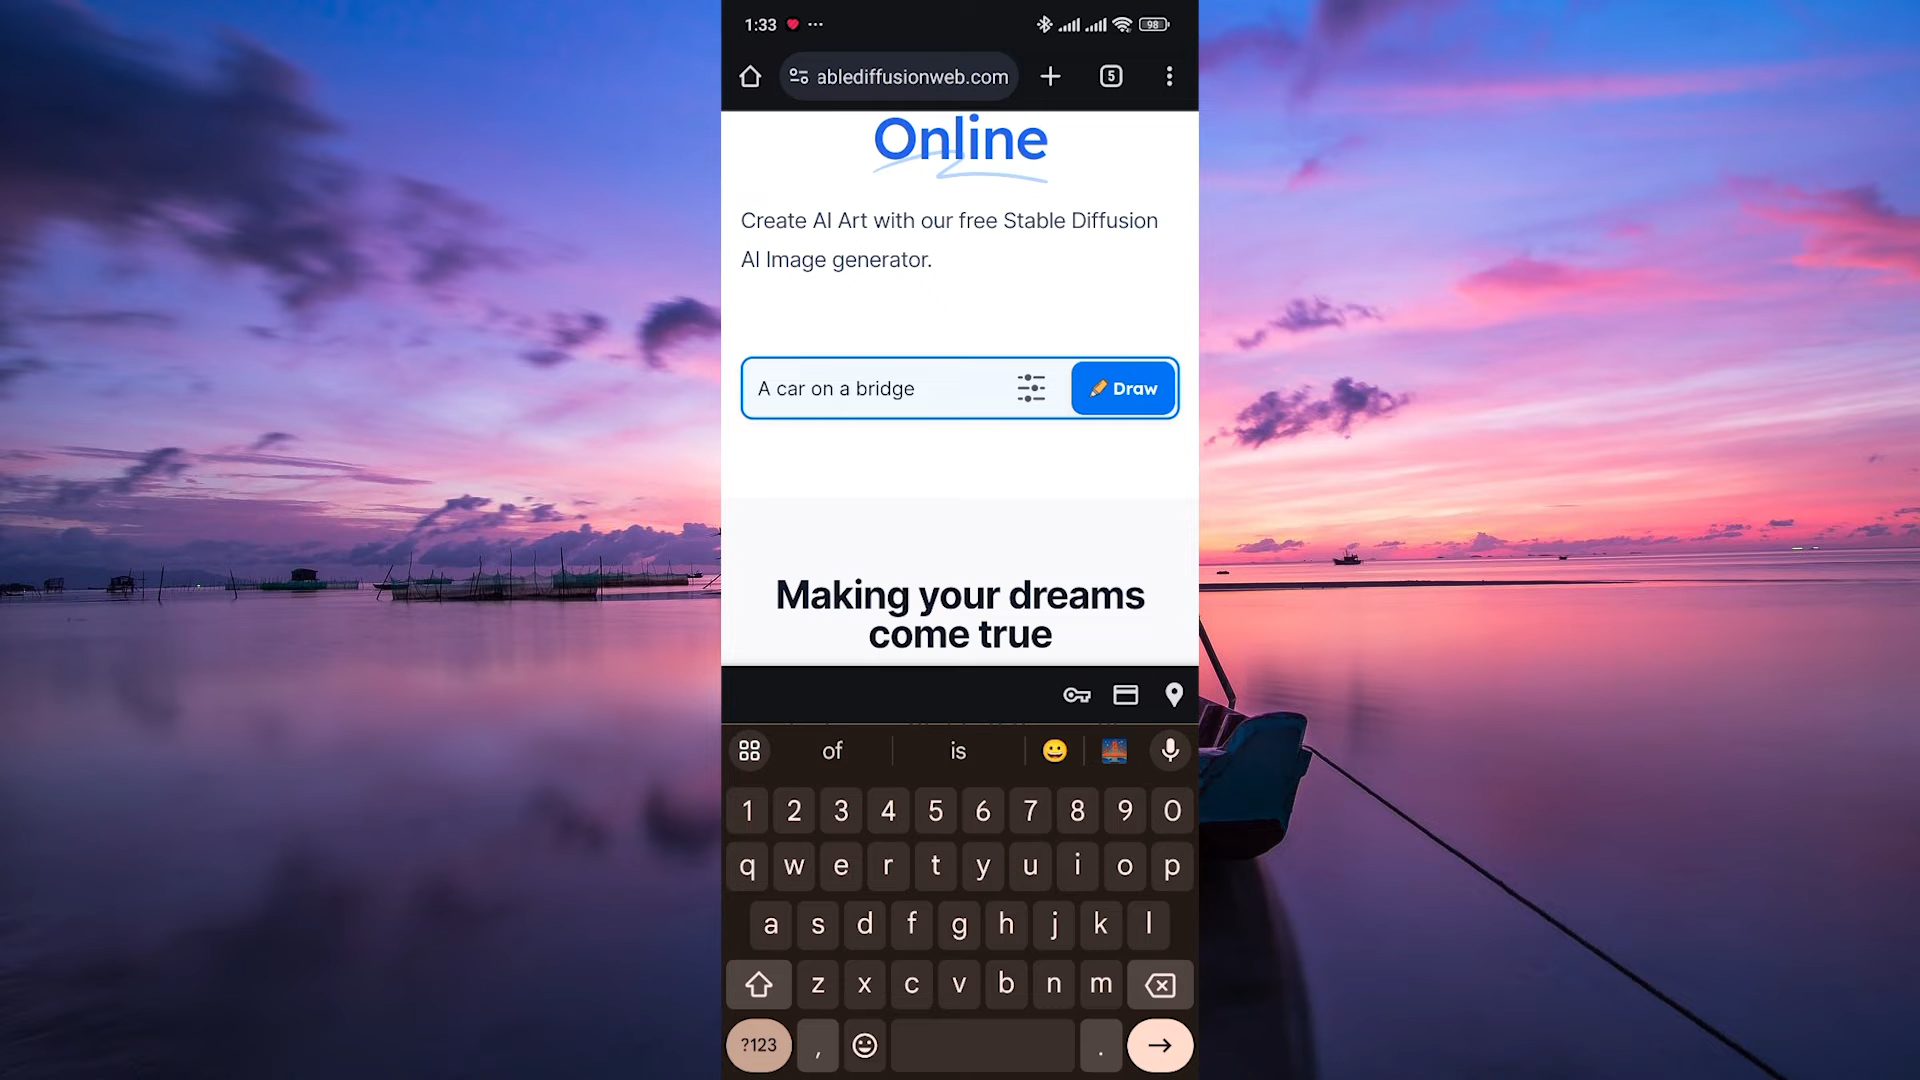 1:33
98
ablediffusionweb.com
5
Online
Create AI Art with our free Stable Diffusion
AI Image generator.
A car on a bridge
Draw
Making your dreams
come true
of is
1 2 3 4 5 6 7 8 9 0
q w e r t y u i o p
a s d f g h j k l
z x c v b n m
?123 , .